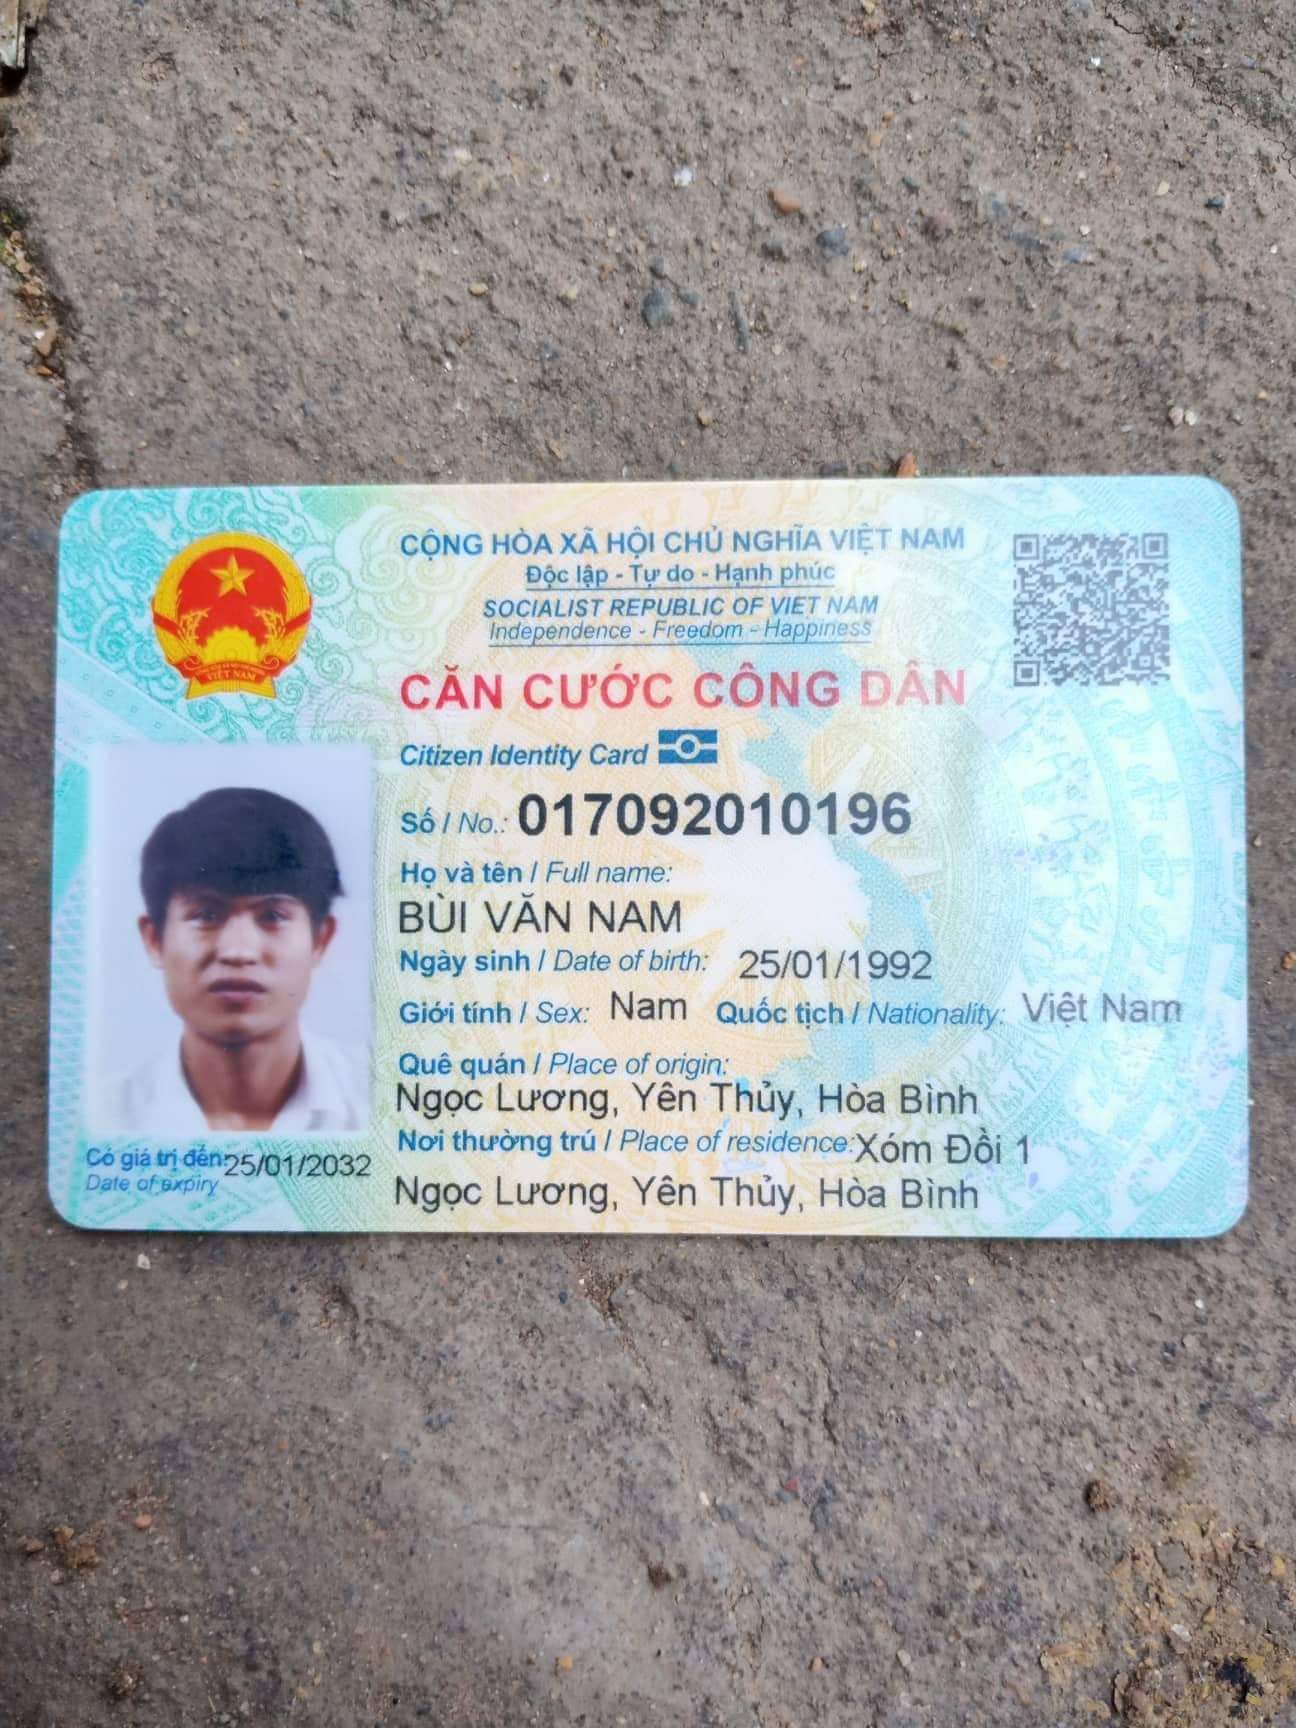 CỘNG HÒA XÃ HỘI CHỦ NGHĨA VIỆT NAM
Độc lập - Tự do - Hạnh phúc
SOCIALIST REPUBLIC OF VIET NAM
Independence - Freedom - Happiness
CĂN CƯỚC CÔNG DÂN
Citizen Identity Card
Số / No.: 017092010196
Họ và tên / Full name:
BÙI VĂN NAM
Ngày sinh / Date of birth: 25/01/1992
Giới tính / Sex: Nam Quốc tịch / Nationality: Việt Nam
Quê quán / Place of origin:
Ngọc Lương, Yên Thủy, Hòa Bình
Nơi thường trú / Place of residence: Xóm Đồi 1
Ngọc Lương, Yên Thủy, Hòa Bình
Có giá trị đến: 25/01/2032
Date of expiry
VIỆT NAM